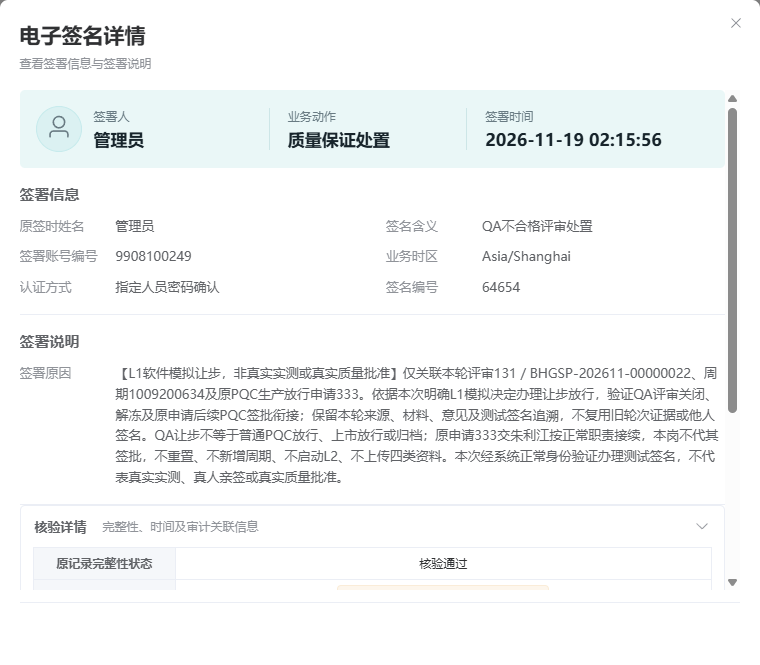 电子签名详情
查看签署信息与签署说明
签署人
管理员
业务动作
质量保证处置
签署时间
2026-11-19 02:15:56
签署信息
原签时姓名 管理员 签名含义 QA不合格评审处置
签署账号编号 9908100249 业务时区 Asia/Shanghai
认证方式 指定人员密码确认 签名编号 64654
签署说明
签署原因
【L1软件模拟让步，非真实实测或真实质量批准】仅关联本轮评审131 / BHGSP-202611-00000022、周
期1009200634及原PQC生产放行申请333。依据本次明确L1模拟决定办理让步放行，验证QA评审关闭、
解冻及原申请后续PQC签批衔接；保留本轮来源、材料、意见及测试签名追溯，不复用旧轮次证据或他人
签名。QA让步不等于普通PQC放行、上市放行或归档；原申请333交朱利江按正常职责接续，本岗不代其
签批，不重置、不新增周期、不启动L2、不上传四类资料。本次经系统正常身份验证办理测试签名，不代
表真实实测、真人亲签或真实质量批准。
核验详情 完整性、时间及审计关联信息
原记录完整性状态 核验通过